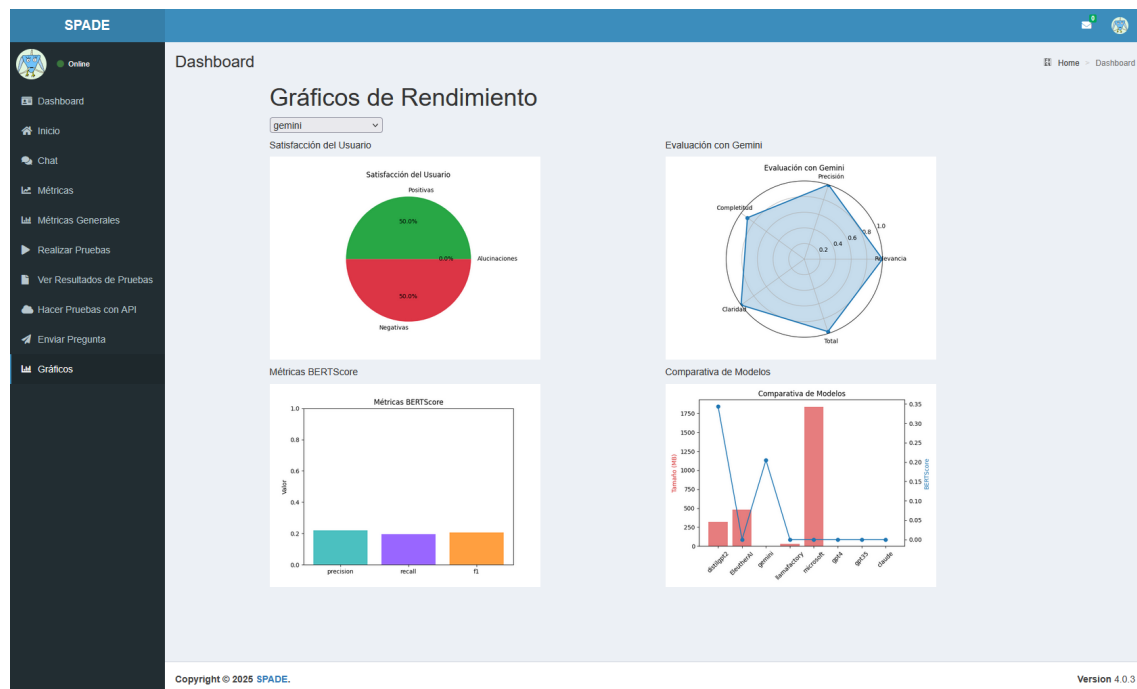 SPADE
0
Online
Dashboard
Inicio
Chat
Métricas
Métricas Generales
Realizar Pruebas
Ver Resultados de Pruebas
Hacer Pruebas con API
Enviar Pregunta
Gráficos
Dashboard
Home > Dashboard
Gráficos de Rendimiento
gemini
Satisfacción del Usuario
Satisfacción del Usuario
Positivas
50.0%
0.0%
Alucinaciones
50.0%
Negativas
Evaluación con Gemini
Evaluación con Gemini
Precisión
Completitud
1.0
0.8
0.6
0.4
0.2
Relevancia
Claridad
Total
Métricas BERTScore
Métricas BERTScore
1.0
0.8
0.6
0.4
0.2
0.0
Valor
precision
recall
f1
Comparativa de Modelos
Comparativa de Modelos
1750
1500
1250
1000
750
500
250
0
Tamaño (MB)
0.35
0.30
0.25
0.20
0.15
0.10
0.05
0.00
BERTScore
distilgpt2
EleutherAI
gemini
llamafactory
microsoft
gpt4
gpt35
claude
Copyright © 2025 SPADE.
Version 4.0.3